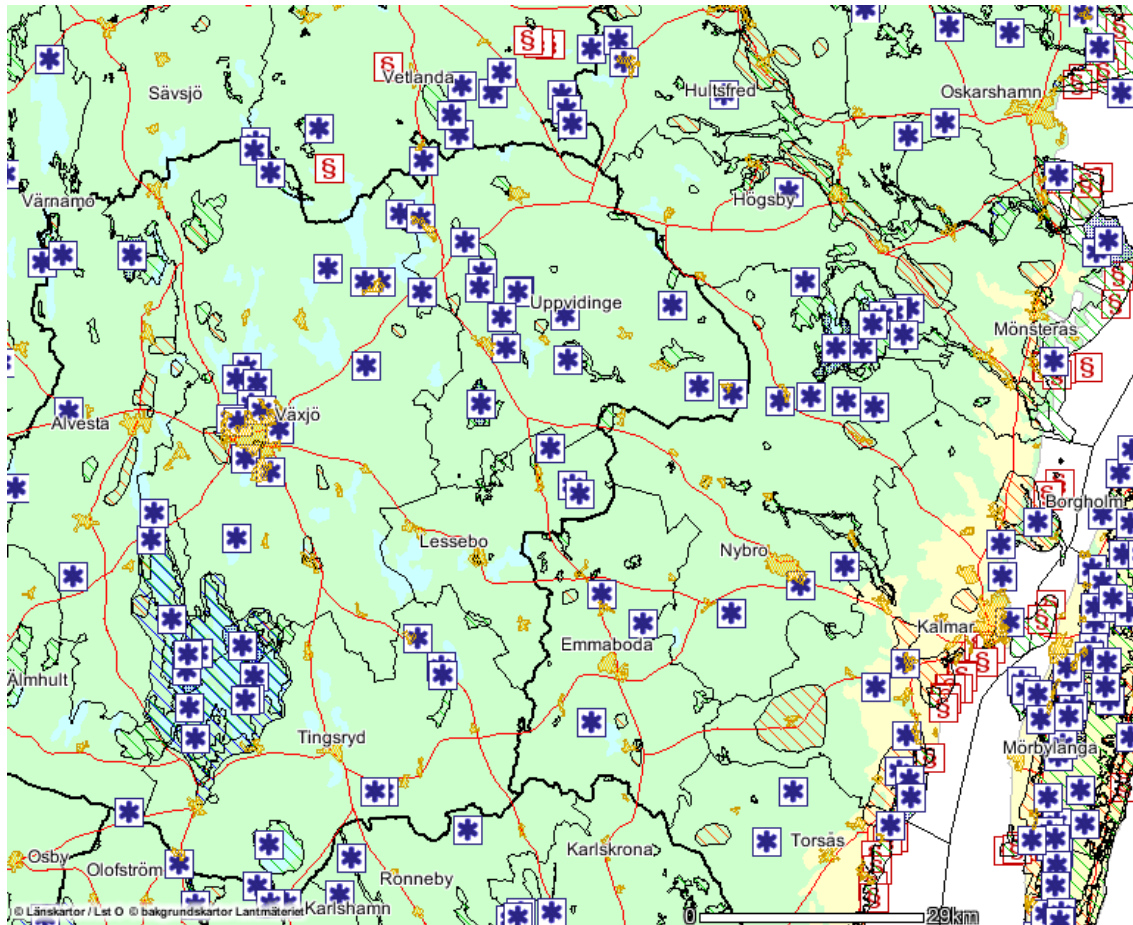 Vetlanda
Sävsjö
Hultsfred
Oskarshamn
Värnamo
Högsby
Uppvidinge
Mönsterås
Växjö
Alvesta
Borgholm
Lessebo
Nybro
Kalmar
Emmaboda
Älmhult
Tingsryd
Mörbylånga
Torsås
Karlskrona
Osby
Olofström
Ronneby
Karlshamn
© Länskartor / Lst O © bakgrundskartor Lantmäteriet
0 29km
§